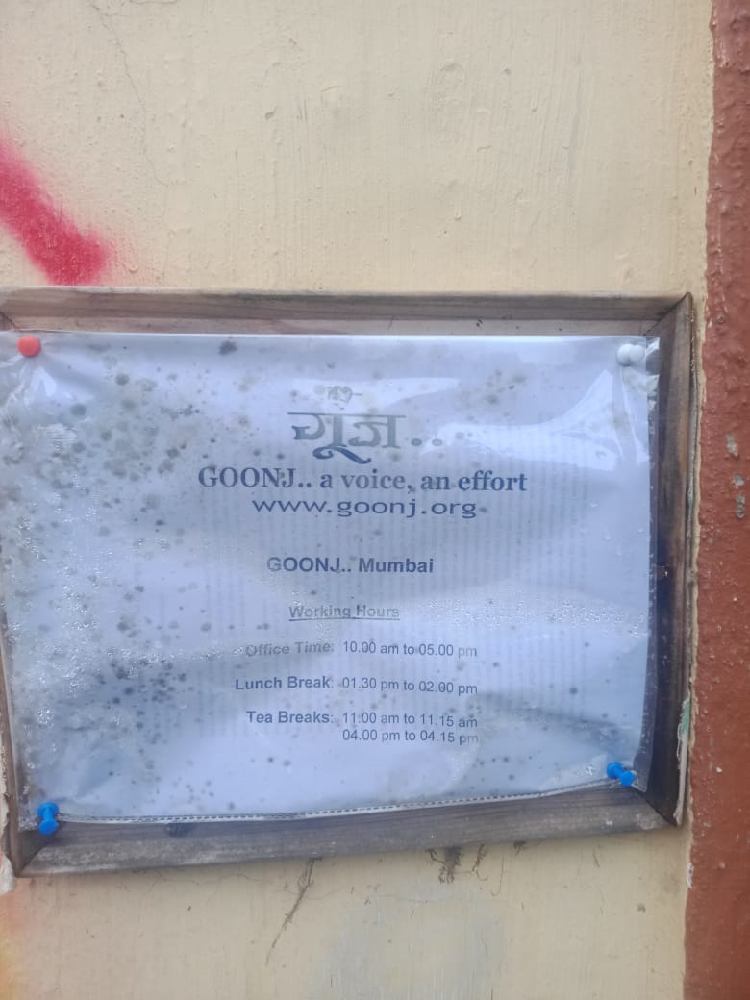 गूंज..
GOONJ.. a voice, an effort
www.goonj.org
GOONJ.. Mumbai
Working Hours
Office Time: 10.00 am to 05.00 pm
Lunch Break: 01.30 pm to 02.00 pm
Tea Breaks: 11:00 am to 11.15 am
04.00 pm to 04.15 pm